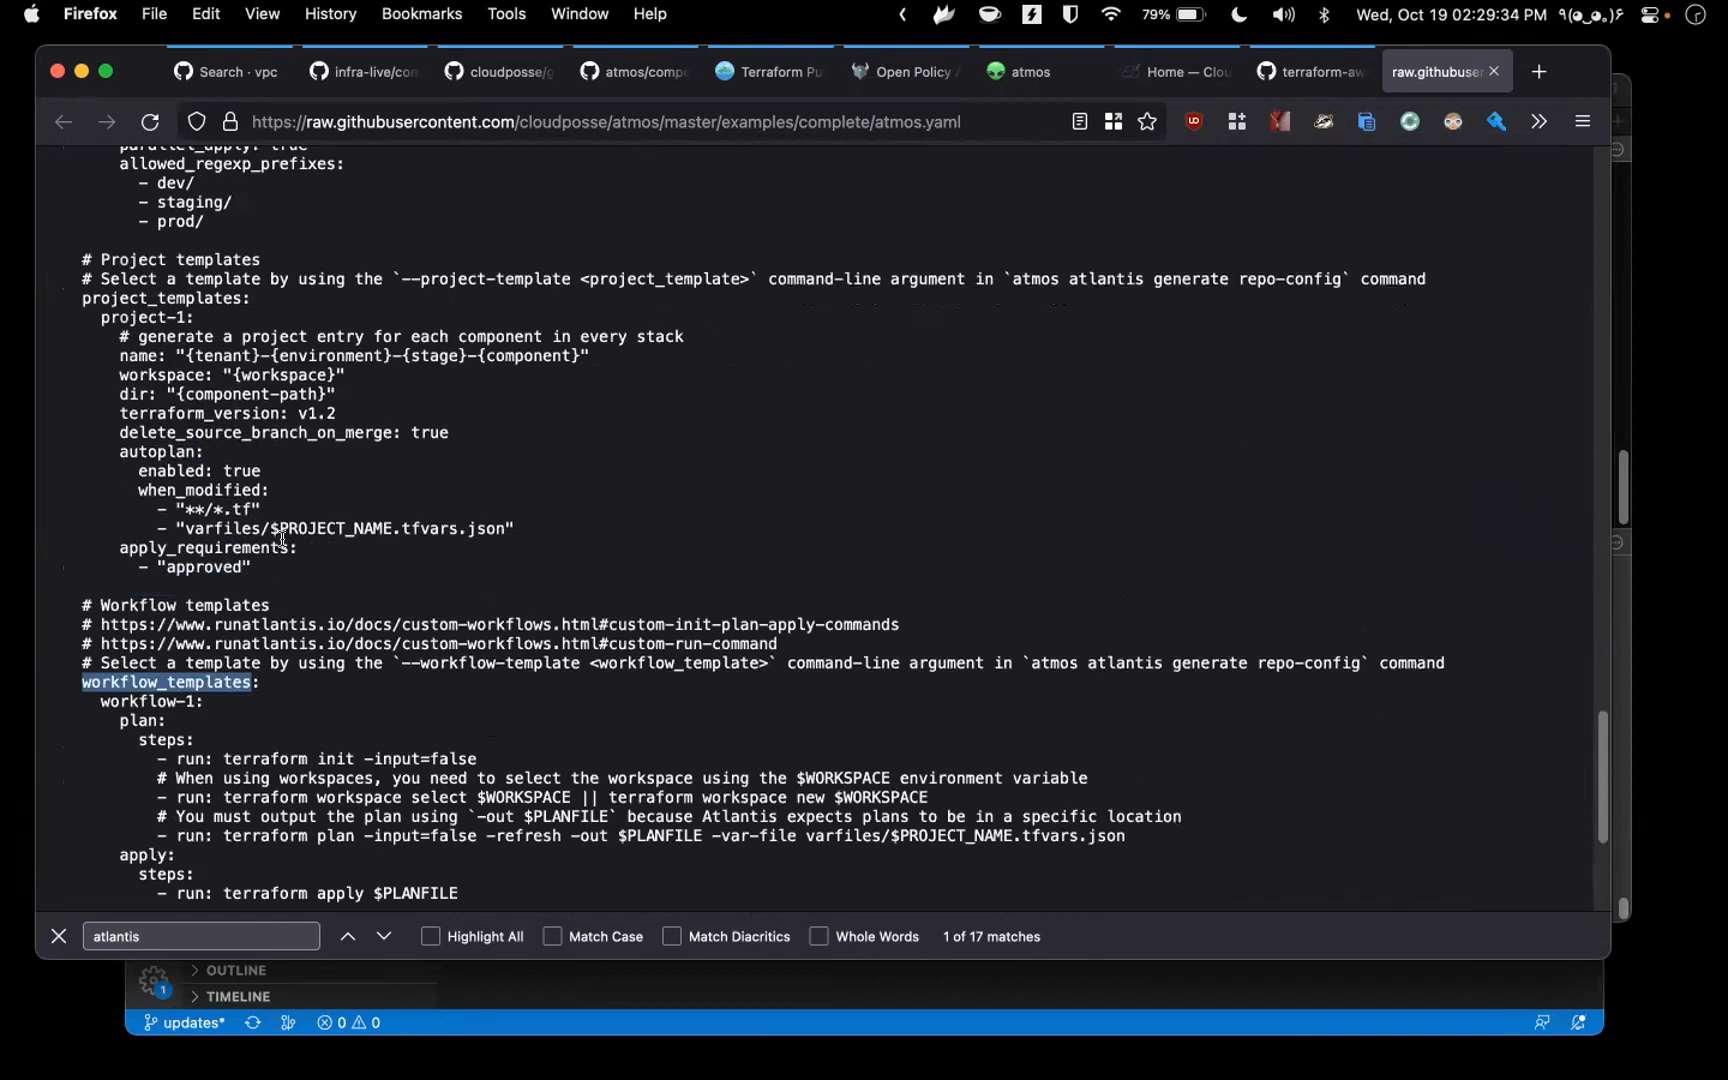 Firefox File Edit View History Bookmarks Tools Window Help 79% Wed, Oct 19 02:29:34 PM
Search · vpc infra-live/con cloudposse/g atmos/compo Terraform Pu Open Policy atmos Home — Clou terraform-aw raw.githubuser
https://raw.githubusercontent.com/cloudposse/atmos/master/examples/complete/atmos.yaml
parallel_apply: true
allowed_regexp_prefixes:
- dev/
- staging/
- prod/
# Project templates
# Select a template by using the `--project-template <project_template>` command-line argument in `atmos atlantis generate repo-config` command
project_templates:
project-1:
# generate a project entry for each component in every stack
name: "{tenant}-{environment}-{stage}-{component}"
workspace: "{workspace}"
dir: "{component-path}"
terraform_version: v1.2
delete_source_branch_on_merge: true
autoplan:
enabled: true
when_modified:
- "**/*.tf"
- "varfiles/$PROJECT_NAME.tfvars.json"
apply_requirements:
- "approved"
# Workflow templates
# https://www.runatlantis.io/docs/custom-workflows.html#custom-init-plan-apply-commands
# https://www.runatlantis.io/docs/custom-workflows.html#custom-run-command
# Select a template by using the `--workflow-template <workflow_template>` command-line argument in `atmos atlantis generate repo-config` command
workflow_templates:
workflow-1:
plan:
steps:
- run: terraform init -input=false
# When using workspaces, you need to select the workspace using the $WORKSPACE environment variable
- run: terraform workspace select $WORKSPACE || terraform workspace new $WORKSPACE
# You must output the plan using `-out $PLANFILE` because Atlantis expects plans to be in a specific location
- run: terraform plan -input=false -refresh -out $PLANFILE -var-file varfiles/$PROJECT_NAME.tfvars.json
apply:
steps:
- run: terraform apply $PLANFILE
atlantis Highlight All Match Case Match Diacritics Whole Words 1 of 17 matches
1 OUTLINE
TIMELINE
updates* 0 0